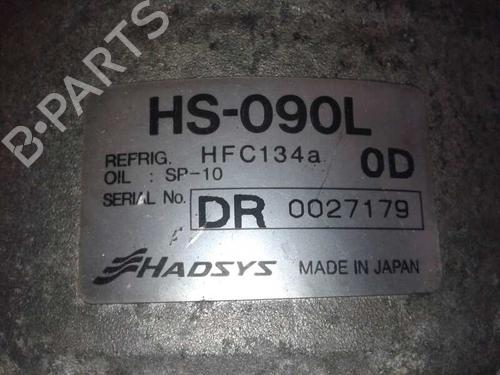 B-PARTS
HS-090L
REFRIG. HFC134a 0D
OIL : SP-10
SERIAL No. DR 0027179
HADSYS MADE IN JAPAN